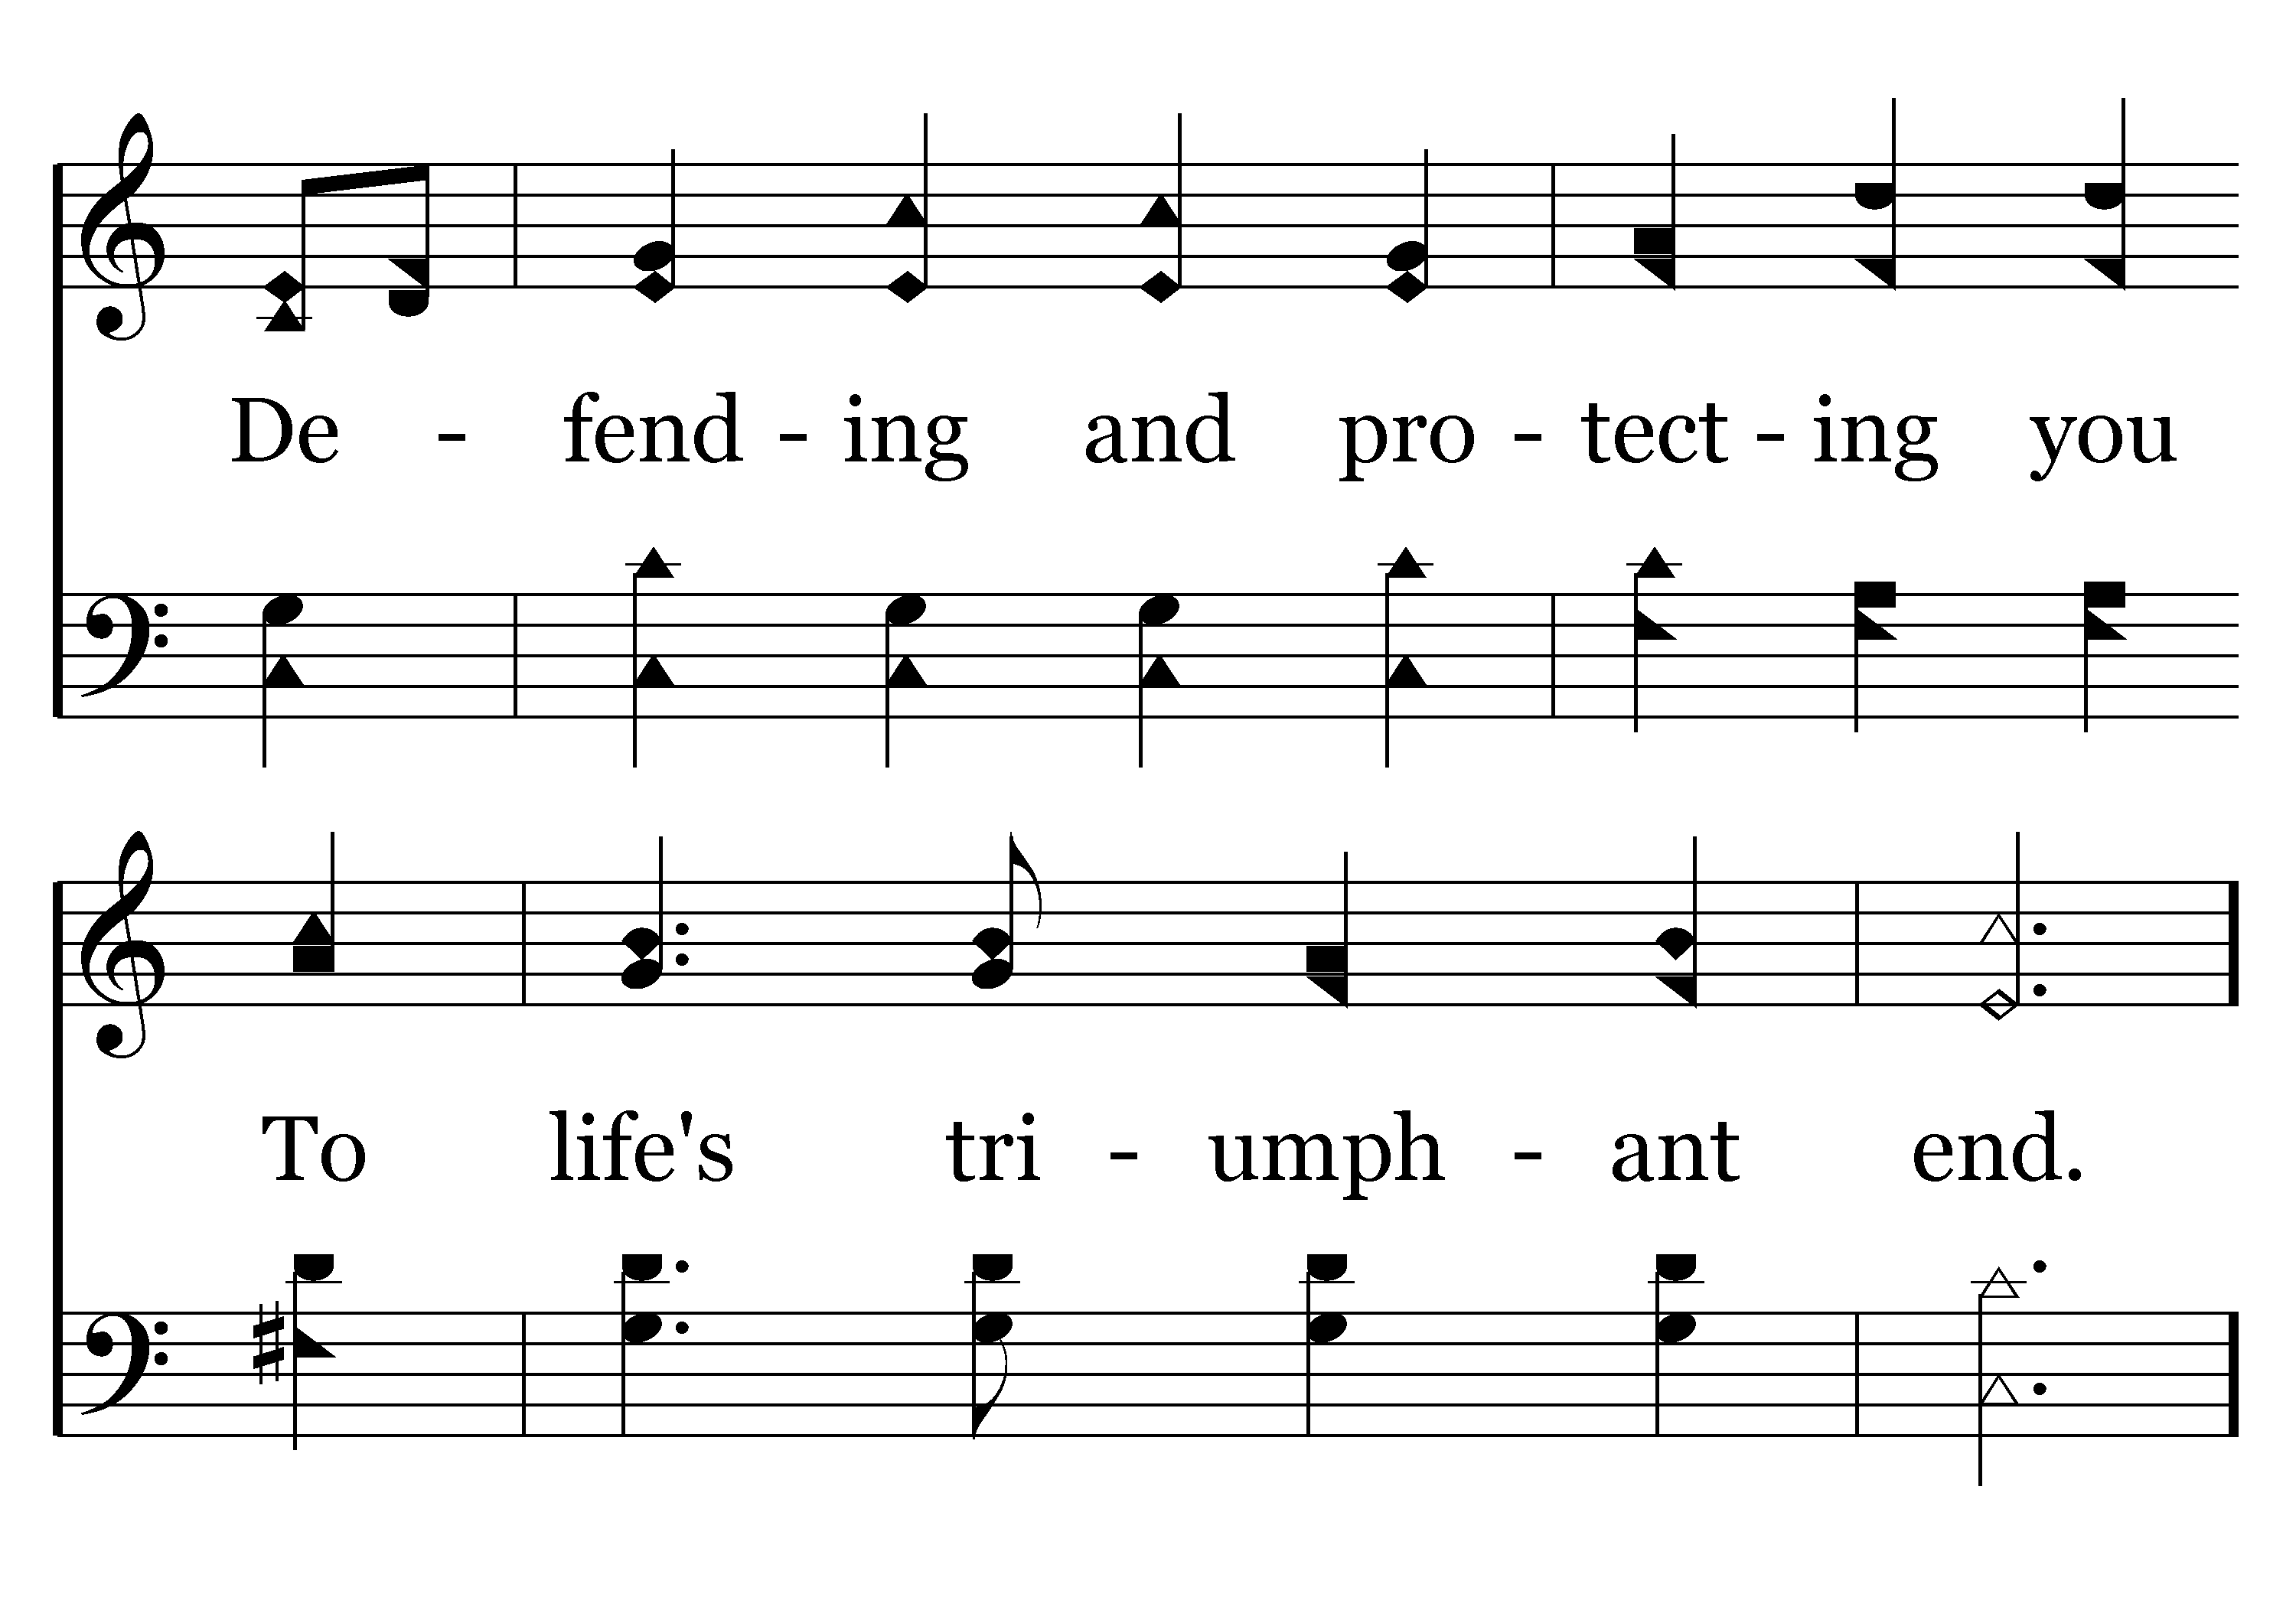 De - fend - ing and pro - tect - ing you
To life's tri - umph - ant end.